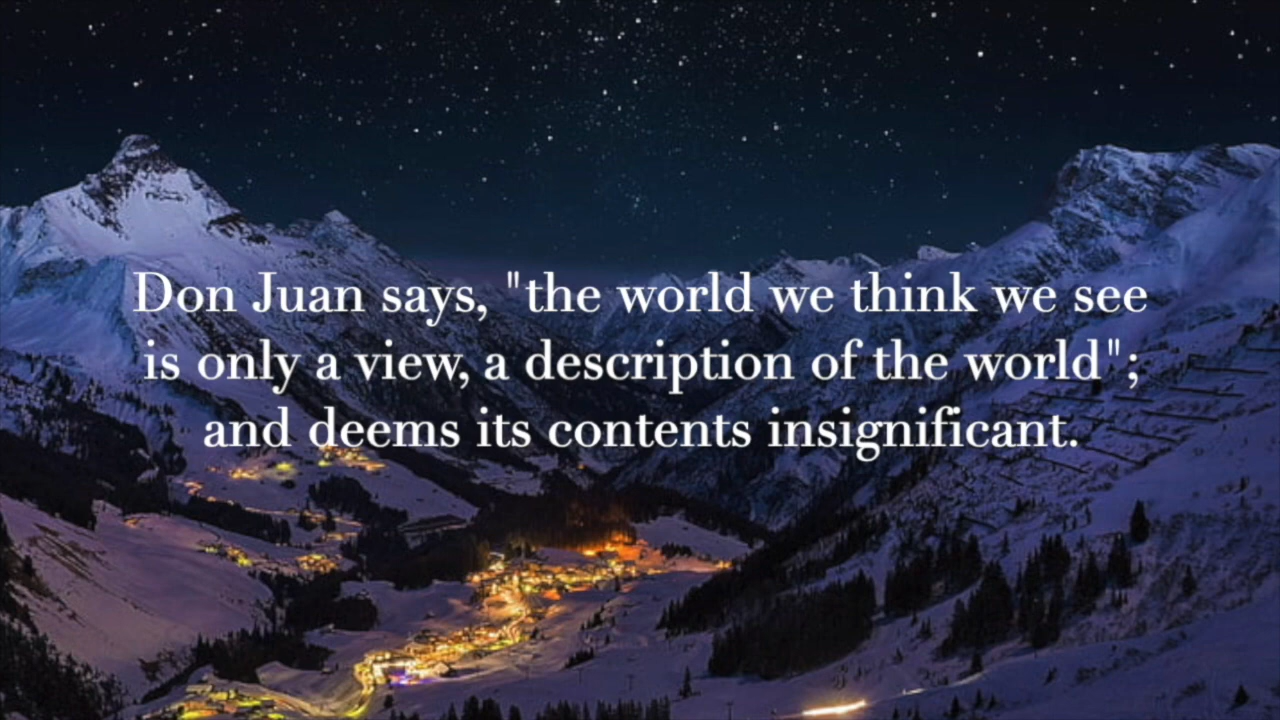 Don Juan says, "the world we think we see
is only a view, a description of the world";
and deems its contents insignificant.